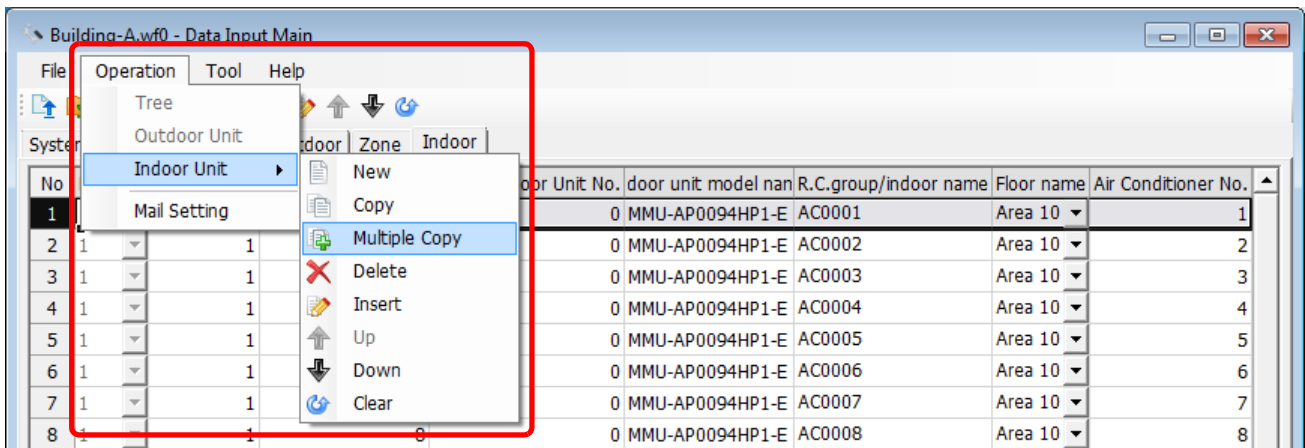 Building-A.wf0 - Data Input Main
File Operation Tool Help
Tree
Outdoor Unit
Indoor Unit
Mail Setting
Zone Indoor
New
Copy
Multiple Copy
Delete
Insert
Up
Down
Clear
No Unit No. door unit model nan R.C.group/indoor name Floor name Air Conditioner No.
1 0 MMU-AP0094HP1-E AC0001 Area 10 1
2 1 1 0 MMU-AP0094HP1-E AC0002 Area 10 2
3 1 1 0 MMU-AP0094HP1-E AC0003 Area 10 3
4 1 1 0 MMU-AP0094HP1-E AC0004 Area 10 4
5 1 1 0 MMU-AP0094HP1-E AC0005 Area 10 5
6 1 1 0 MMU-AP0094HP1-E AC0006 Area 10 6
7 1 1 0 MMU-AP0094HP1-E AC0007 Area 10 7
8 1 1 8 0 MMU-AP0094HP1-E AC0008 Area 10 8